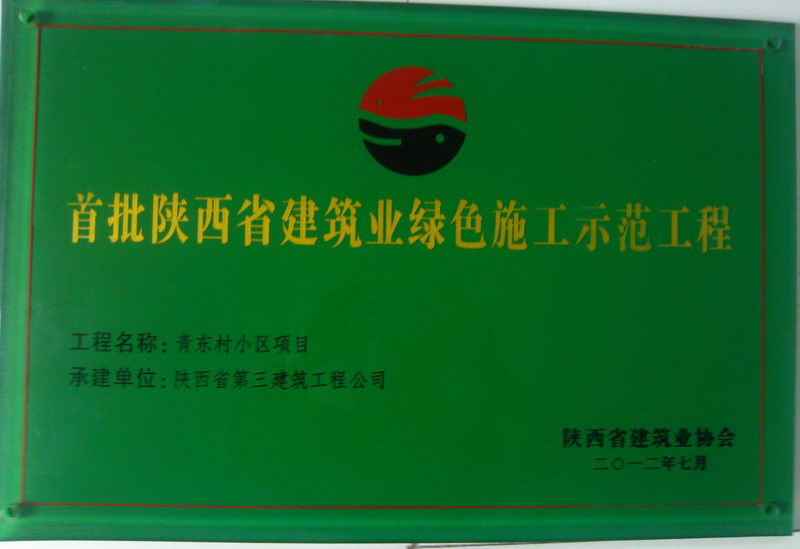 首批陕西省建筑业绿色施工示范工程
工程名称：青东村小区项目
承建单位：陕西省第三建筑工程公司
陕西省建筑业协会
二〇一二年七月